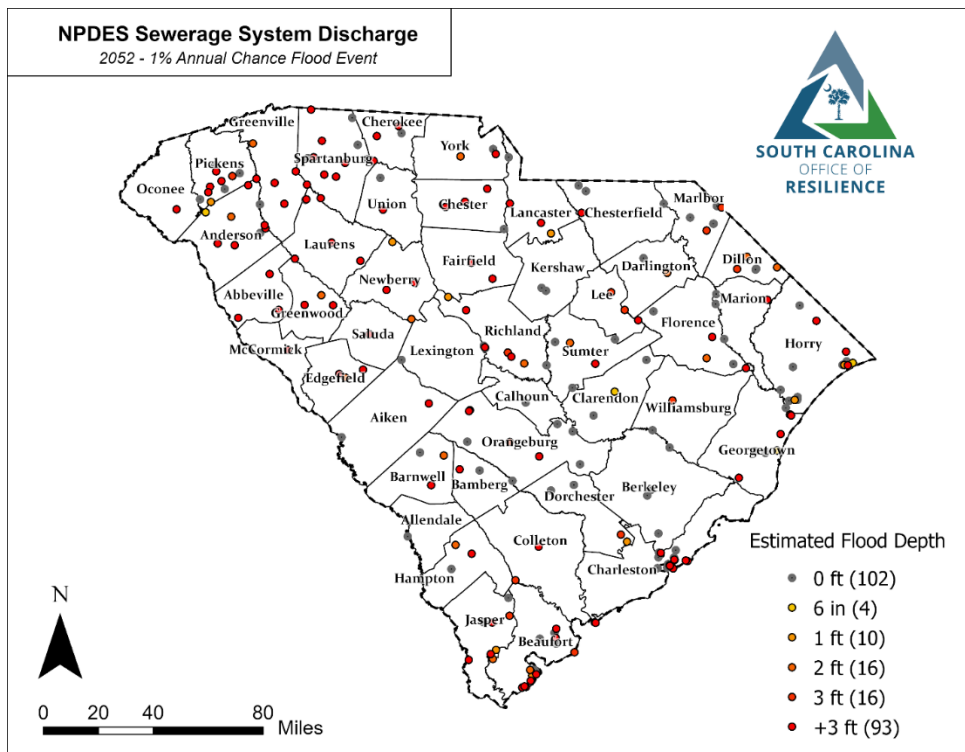 NPDES Sewerage System Discharge
2052 - 1% Annual Chance Flood Event
SOUTH CAROLINA
OFFICE OF
RESILIENCE
Greenville
Cherokee
York
Pickens
Spartanburg
Oconee
Union
Chester
Lancaster
Chesterfield
Marlbor
Anderson
Laurens
Fairfield
Kershaw
Darlington
Dillon
Newberry
Abbeville
Greenwood
Lee
Marion
Saluda
Richland
Florence
Horry
McCormick
Lexington
Sumter
Edgefield
Calhoun
Clarendon
Williamsburg
Aiken
Orangeburg
Georgetown
Barnwell
Bamberg
Berkeley
Dorchester
Allendale
Colleton
Charleston
Hampton
Jasper
Beaufort
Estimated Flood Depth
0 ft (102)
6 in (4)
1 ft (10)
2 ft (16)
3 ft (16)
+3 ft (93)
N
0 20 40 80 Miles